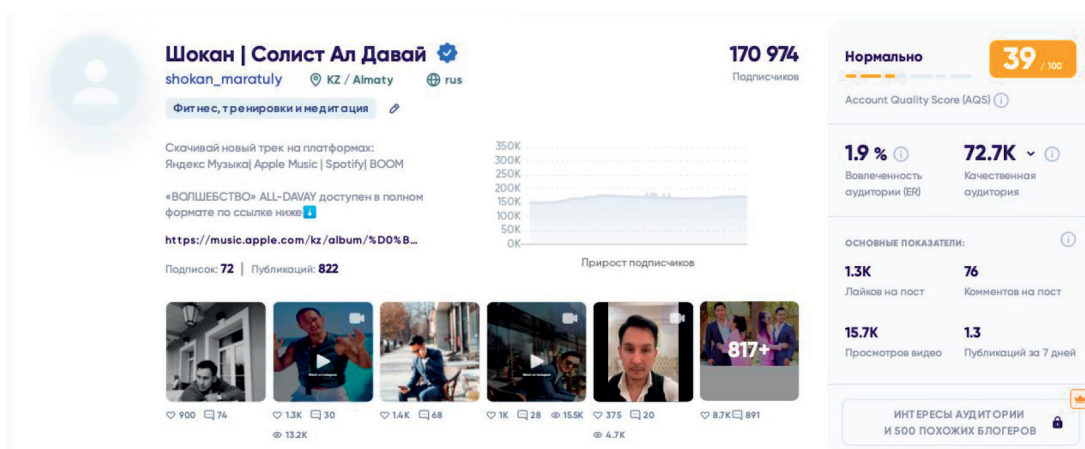 Шокан | Солист Ал Давай
170 974
Подписчиков
shokan_maratuly
KZ / Almaty
rus
Фитнес, тренировки и медитация
Скачивай новый трек на платформах:
Яндекс Музыка| Apple Music | Spotify| BOOM
«ВОЛШЕБСТВО» ALL-DAVAY доступен в полном
формате по ссылке ниже
https://music.apple.com/kz/album/%D0%B...
Подписок: 72 | Публикаций: 822
350K
300K
250K
200K
150K
100K
50K
0K
Прирост подписчиков
817+
900 74
1.3K 30
13.2K
1.4K 68
1K 28 15.5K
375 20
4.7K
8.7K 891
Нормально
39 / 100
Account Quality Score (AQS)
1.9 %
Вовлеченность
аудитории (ER)
72.7K
Качественная
аудитория
ОСНОВНЫЕ ПОКАЗАТЕЛИ:
1.3K
Лайков на пост
76
Комментов на пост
15.7K
Просмотров видео
1.3
Публикаций за 7 дней
ИНТЕРЕСЫ АУДИТОРИИ
И 500 ПОХОЖИХ БЛОГЕРОВ